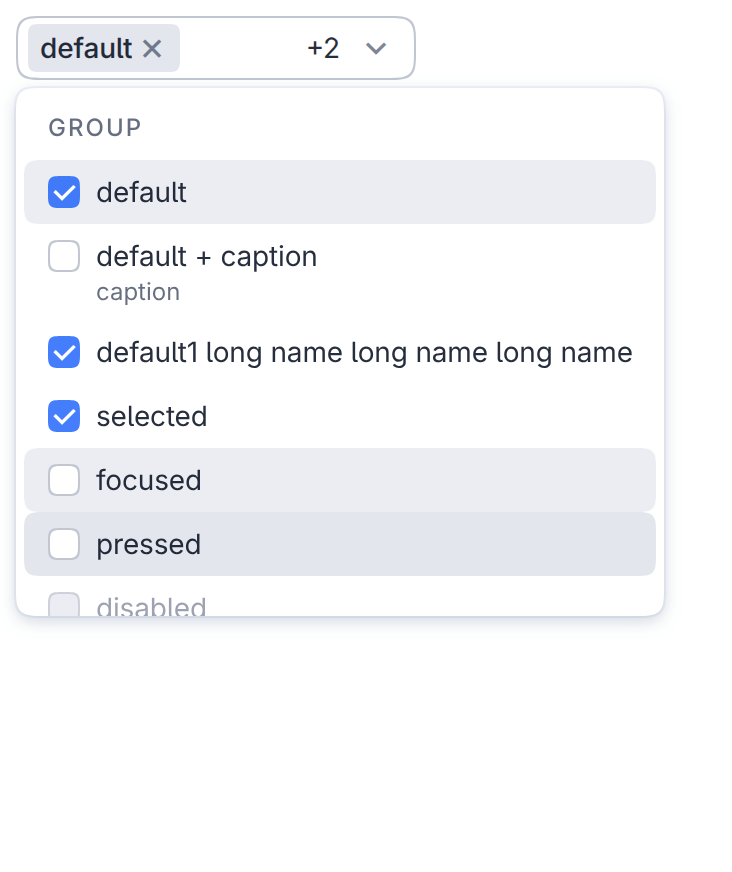 default
+2
GROUP
default
default + caption
caption
default1 long name long name long name
selected
focused
pressed
disabled